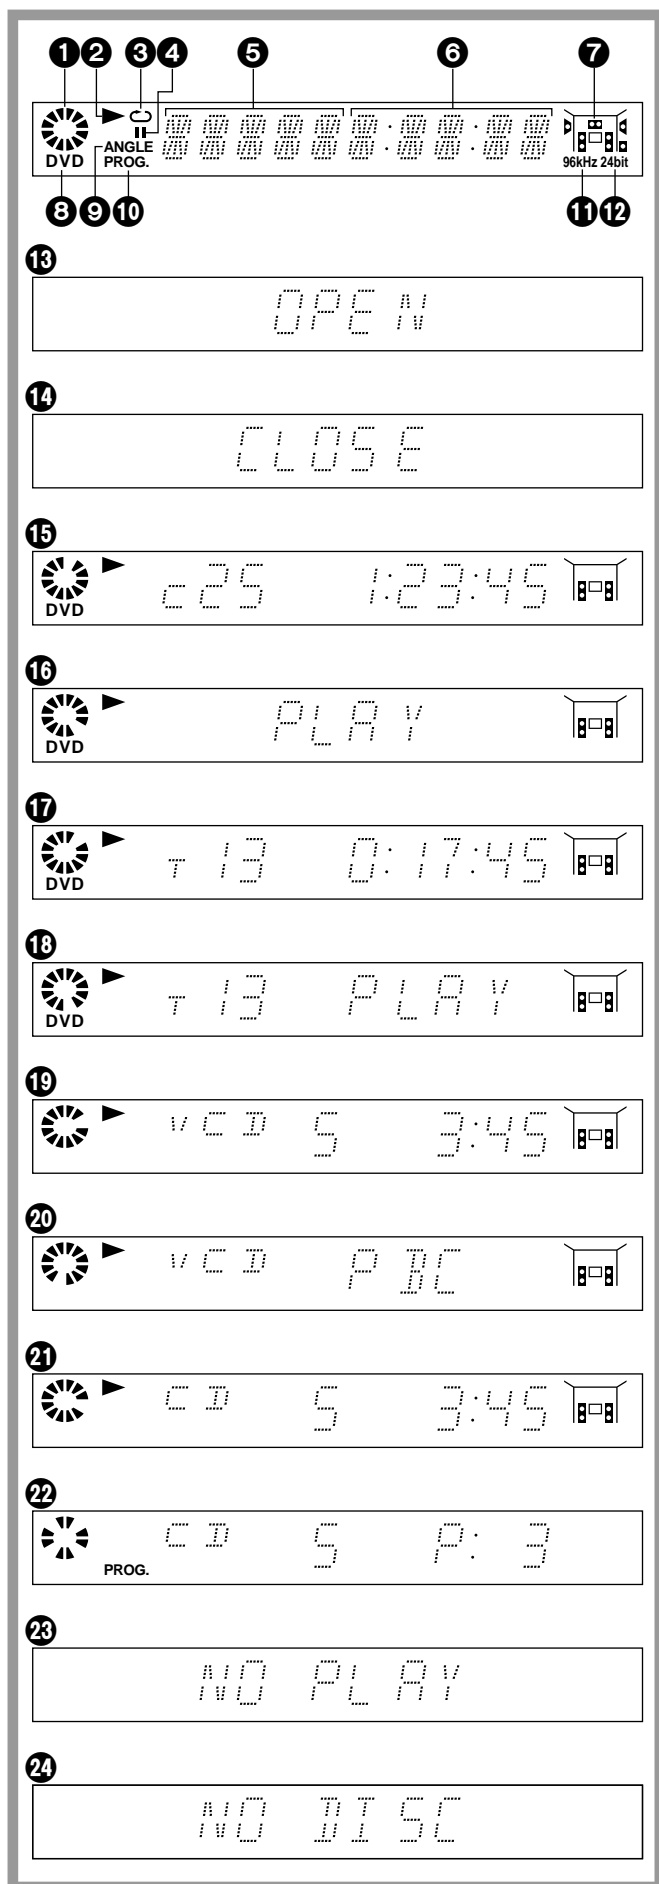 1 2 3 4 5 6 7
DVD ANGLE PROG. 96kHz 24bit
8 9 10 11 12
13
OPEN
14
CLOSE
15
DVD c25 1:23:45
16
DVD PLAY
17
DVD T 13 0:17:45
18
DVD T 13 PLAY
19
VCD 5 3:45
20
VCD PBC
21
CD 5 3:45
22
PROG. CD 5 P: 3
23
NO PLAY
24
NO DISC